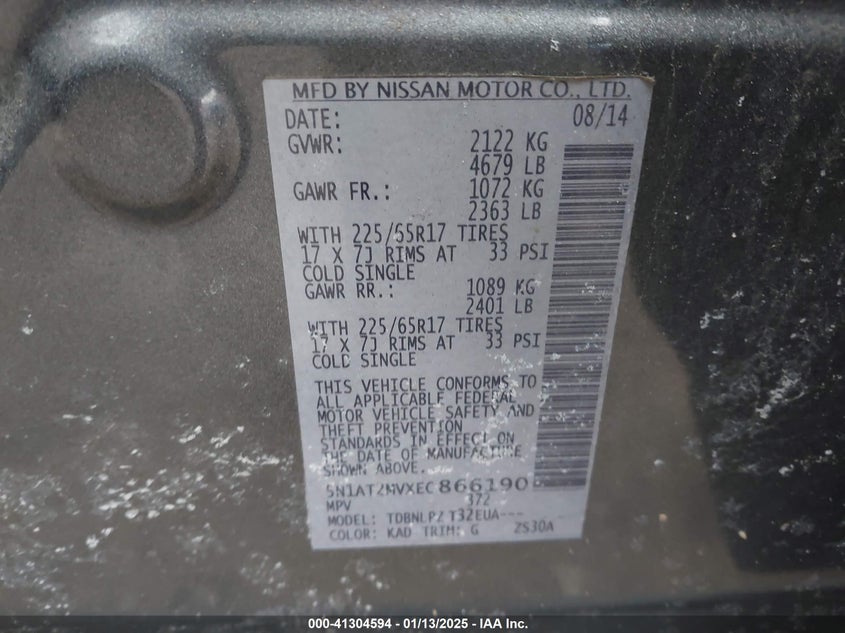 MFD BY NISSAN MOTOR CO., LTD.
DATE: 08/14
GVWR: 2122 KG
4679 LB
GAWR FR.: 1072 KG
2363 LB
WITH 225/65R17 TIRES
17 X 7J RIMS AT 33 PSI
COLD SINGLE
GAWR RR.: 1089 KG
2401 LB
WITH 225/65R17 TIRES
17 X 7J RIMS AT 33 PSI
COLD SINGLE
THIS VEHICLE CONFORMS TO
ALL APPLICABLE FEDERAL
MOTOR VEHICLE SAFETY AND
THEFT PREVENTION
STANDARDS IN EFFECT ON
THE DATE OF MANUFACTURE
SHOWN ABOVE.
5N1AT2MVXEC866190
MPV 372
MODEL: TDBNLPZ T32EUA---
COLOR: KAD TRIM: G ZS30A
000-41304594 - 01/13/2025 - IAA Inc.